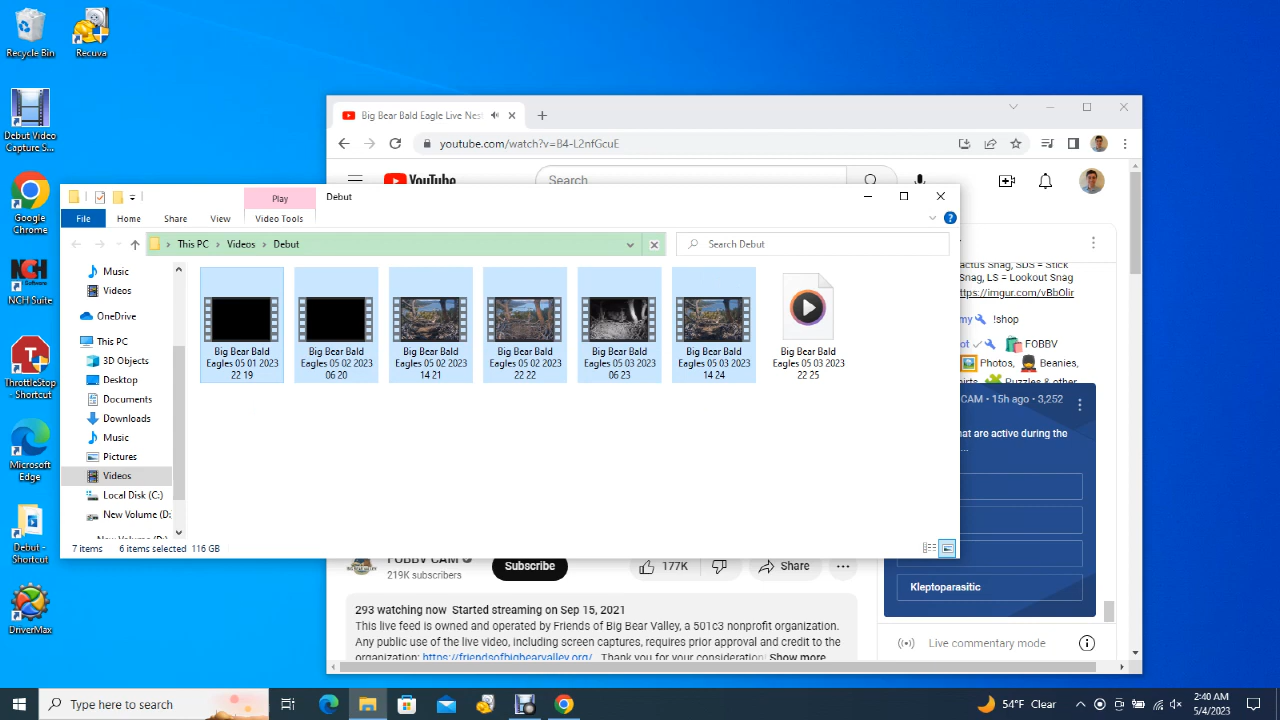 Recycle Bin
Recuva
Debut Video
Capture S...
Google
Chrome
NCH Suite
ThrottleStop
- Shortcut
Microsoft
Edge
Debut -
Shortcut
DriverMax
Big Bear Bald Eagle Live Nes
youtube.com/watch?v=B4-L2nfGcuE
YouTube
Search
Play
Debut
File
Home
Share
View
Video Tools
This PC
Videos
Debut
Search Debut
Music
Videos
OneDrive
This PC
3D Objects
Desktop
Documents
Downloads
Music
Pictures
Videos
Local Disk (C:)
New Volume (D:
Big Bear Bald
Eagles 05 01 2023
22 19
Big Bear Bald
Eagles 05 02 2023
06 20
Big Bear Bald
Eagles 05 02 2023
14 21
Big Bear Bald
Eagles 05 02 2023
22 22
Big Bear Bald
Eagles 05 03 2023
06 23
Big Bear Bald
Eagles 05 03 2023
14 24
Big Bear Bald
Eagles 05 03 2023
22 25
7 items
6 items selected 116 GB
actus Snag, SDS = Stick
Snag, LS = Lookout Snag
https://imgur.com/vBbOlir
my !shop
ot FOBBV
Photos, Beanies,
irts, Puzzles & other
CAM • 15h ago • 3,252
hat are active during the
...
Kleptoparasitic
Live commentary mode
FOBBV CAM
219K subscribers
Subscribe
177K
Share
293 watching now Started streaming on Sep 15, 2021
This live feed is owned and operated by Friends of Big Bear Valley, a 501c3 nonprofit organization.
Any public use of the live video, including screen captures, requires prior approval and credit to the
organization: https://friendsofbigbearvalley.org/ Thank you for your consideration Show more
Type here to search
54°F Clear
2:40 AM
5/4/2023